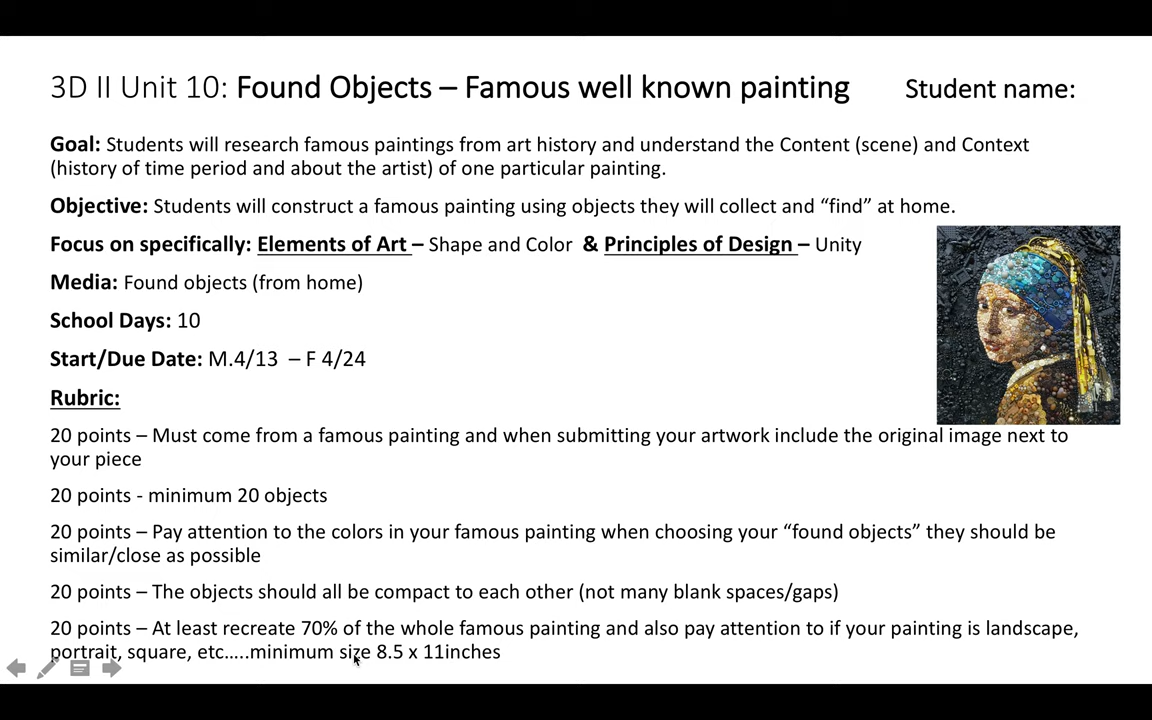 3D II Unit 10: Found Objects – Famous well known painting Student name:
Goal: Students will research famous paintings from art history and understand the Content (scene) and Context
(history of time period and about the artist) of one particular painting.
Objective: Students will construct a famous painting using objects they will collect and “find” at home.
Focus on specifically: Elements of Art – Shape and Color & Principles of Design – Unity
Media: Found objects (from home)
School Days: 10
Start/Due Date: M.4/13 – F 4/24
Rubric:
20 points – Must come from a famous painting and when submitting your artwork include the original image next to
your piece
20 points - minimum 20 objects
20 points – Pay attention to the colors in your famous painting when choosing your “found objects” they should be
similar/close as possible
20 points – The objects should all be compact to each other (not many blank spaces/gaps)
20 points – At least recreate 70% of the whole famous painting and also pay attention to if your painting is landscape,
portrait, square, etc…..minimum size 8.5 x 11inches